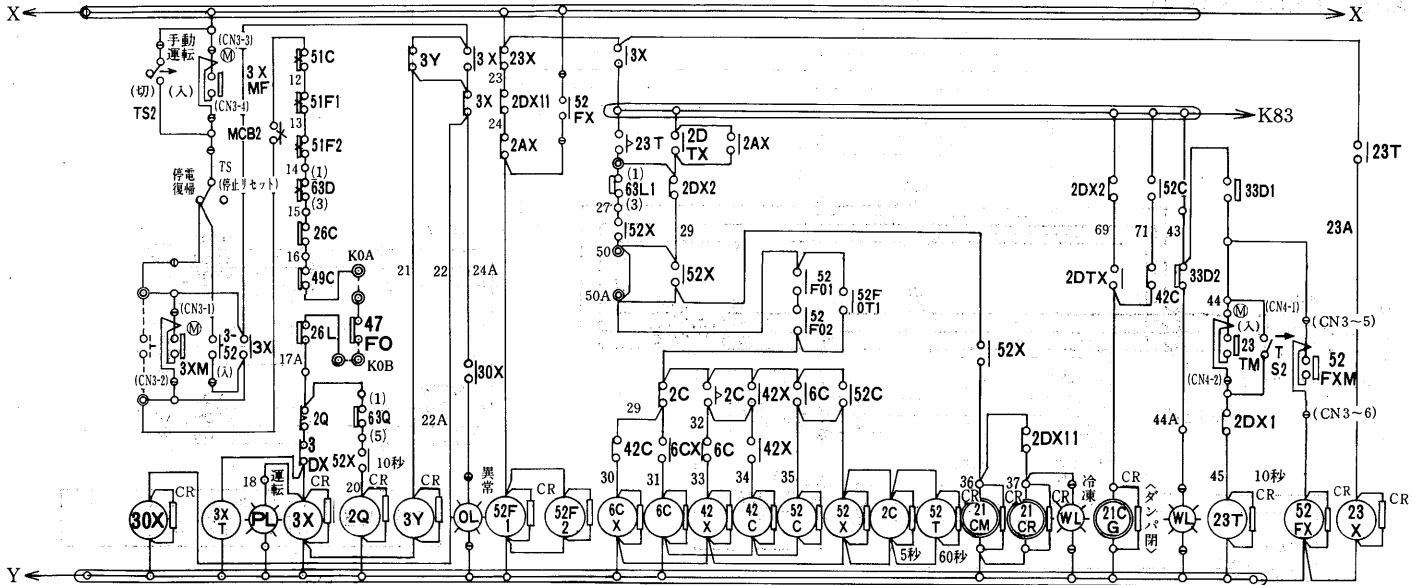 X
X
手動
運転
(CN3-3)
M
3X
MF
(切)
(入)
TS2
(CN3-4)
MCB2
停電
復帰
TS
(停止リセット)
(CN3-1)
M
3XM
(CN3-2)
T
3-
52
(入)
3X
51C
12
51F1
13
51F2
14
(1)
63D
(3)
15
26C
16
49C
K0A
47
FO
K0B
26L
17A
2Q
3
DX
(1)
63Q
(5)
52X
10秒
20
18
運転
3Y
21
22
22A
3X
3X
24A
30X
異常
23X
23
2DX11
24
2AX
52
FX
3X
K83
23T
(1)
63L1
(3)
27
52X
50
50A
2D
TX
2AX
2DX2
29
52X
52
F01
52
F02
52F
0T1
2C
2C
42X
6C
52C
29
32
42C
6CX
6C
42X
30
31
33
34
35
52X
36
2DX11
37
2DX2
69
2DTX
52C
71
42C
43
33D2
33D1
44
M
(入)
23
TM
(CN4-1)
T
S2
(CN4-2)
2DX1
44A
45
10秒
(CN3~5)
52
FXM
(CN3~6)
23T
23A
30X
CR
3X
T
PL
3X
CR
2Q
CR
3Y
CR
OL
52F
1
CR
52F
2
6C
X
6C
42X
42
C
52
C
52
X
2C
5秒
52
T
60秒
21
CM
CR
21
CR
CR
WL
冷凍
21C
G
CR
〈ダンパ閉〉
WL
23T
CR
52
FX
CR
23
X
CR
Y
Y